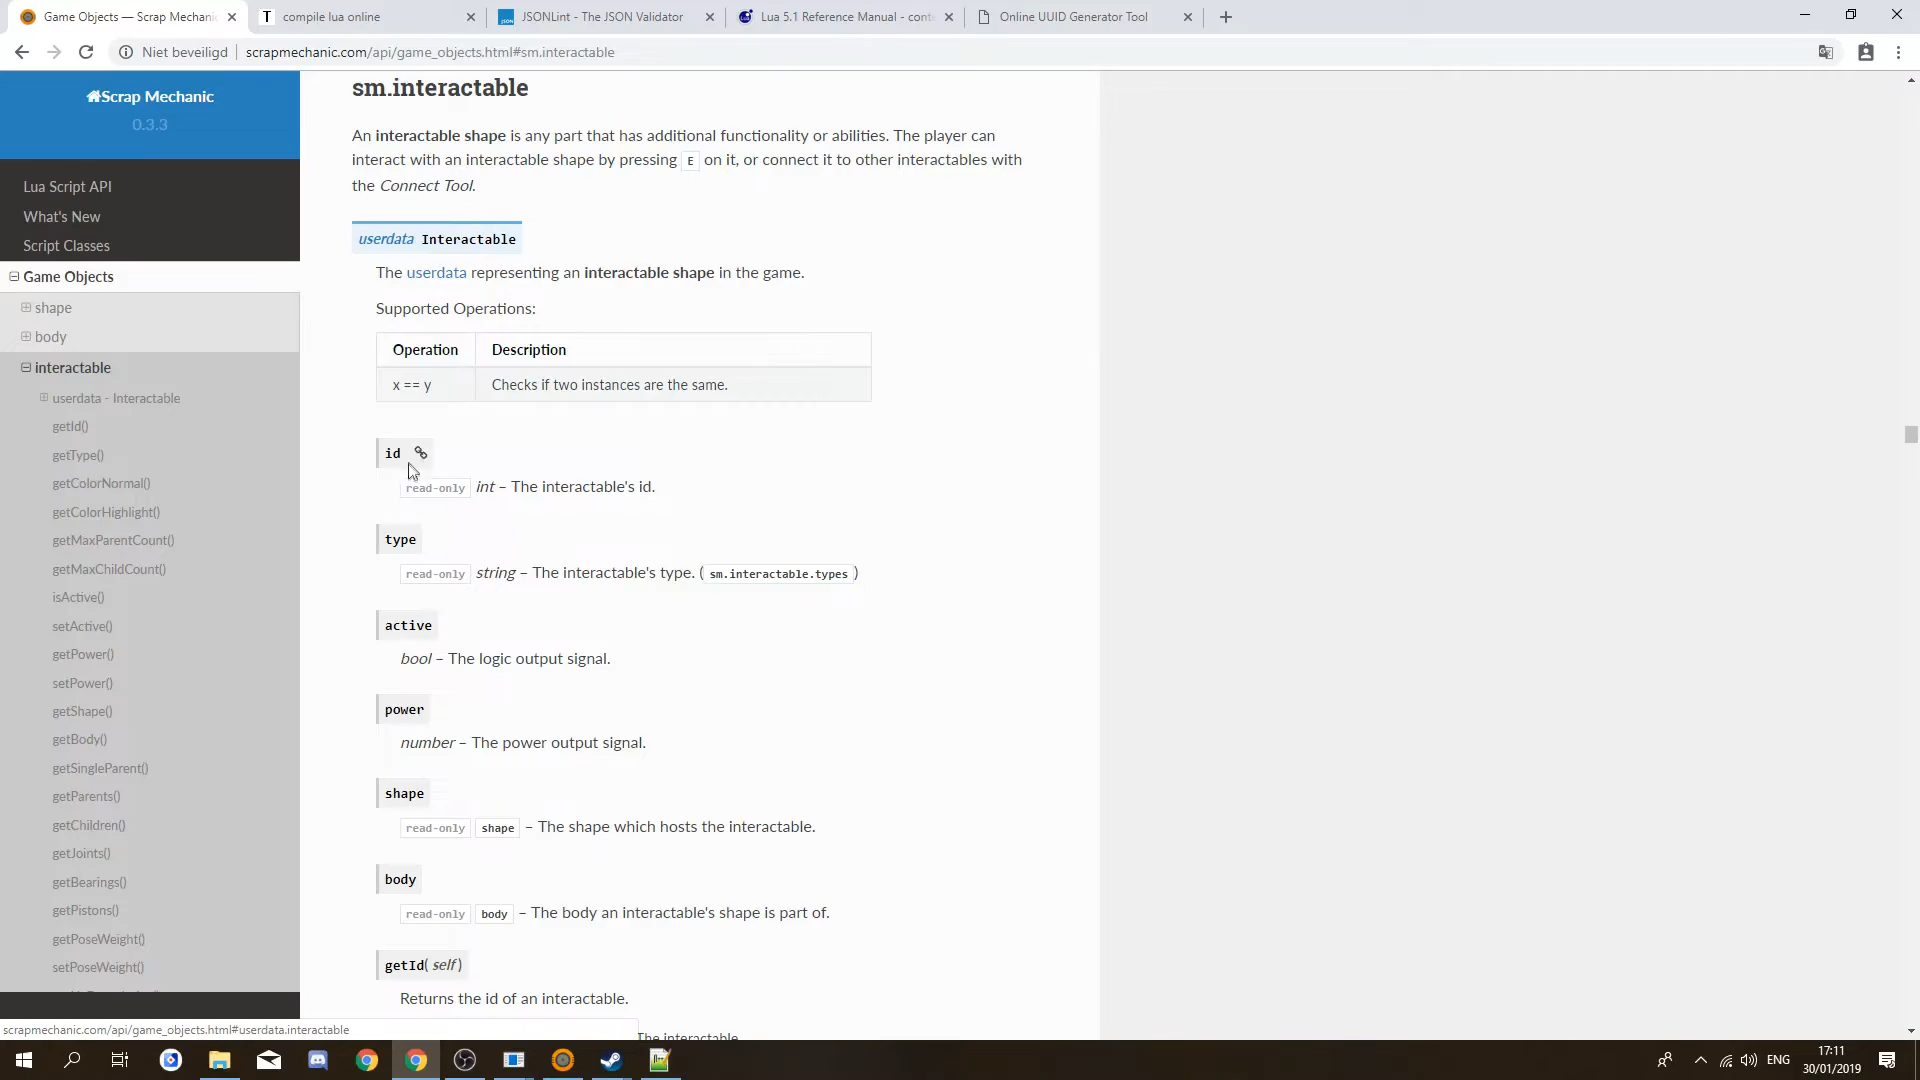 Game Objects — Scrap Mechanic
compile lua online
JSONLint - The JSON Validator
Lua 5.1 Reference Manual - cont
Online UUID Generator Tool
Niet beveiligd
scrapmechanic.com/api/game_objects.html#sm.interactable
Scrap Mechanic
0.3.3
Lua Script API
What's New
Script Classes
Game Objects
shape
body
interactable
userdata - Interactable
getId()
getType()
getColorNormal()
getColorHighlight()
getMaxParentCount()
getMaxChildCount()
isActive()
setActive()
getPower()
setPower()
getShape()
getBody()
getSingleParent()
getParents()
getChildren()
getJoints()
getBearings()
getPistons()
getPoseWeight()
setPoseWeight()
sm.interactable
An interactable shape is any part that has additional functionality or abilities. The player can
interact with an interactable shape by pressing E on it, or connect it to other interactables with
the Connect Tool.
userdata Interactable
The userdata representing an interactable shape in the game.
Supported Operations:
Operation Description
x == y Checks if two instances are the same.
id
read-only int – The interactable's id.
type
read-only string – The interactable's type. ( sm.interactable.types )
active
bool – The logic output signal.
power
number – The power output signal.
shape
read-only shape – The shape which hosts the interactable.
body
read-only body – The body an interactable's shape is part of.
getId( self )
Returns the id of an interactable.
The interactable
scrapmechanic.com/api/game_objects.html#userdata.interactable
ENG
17:11
30/01/2019